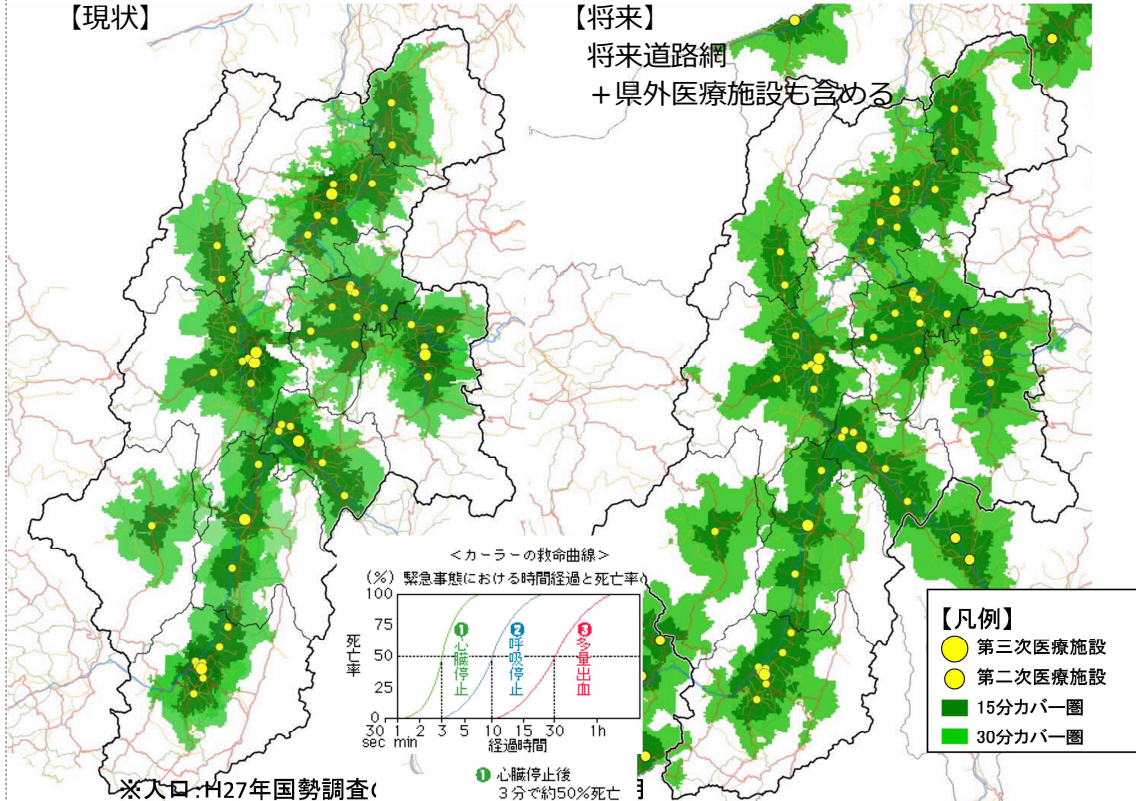 【現状】
【将来】
将来道路網
+県外医療施設も含める
<カーラーの救命曲線>
(%) 緊急事態における時間経過と死亡率の
100
75
50
25
0
死亡率
❶心臓停止
❷呼吸停止
❸多量出血
30 1 2 3 5 10 15 30 1h
sec min 経過時間
❶ 心臓停止後
3分で約50%死亡
※人口:H27年国勢調査
【凡例】
第三次医療施設
第二次医療施設
15分カバー圏
30分カバー圏